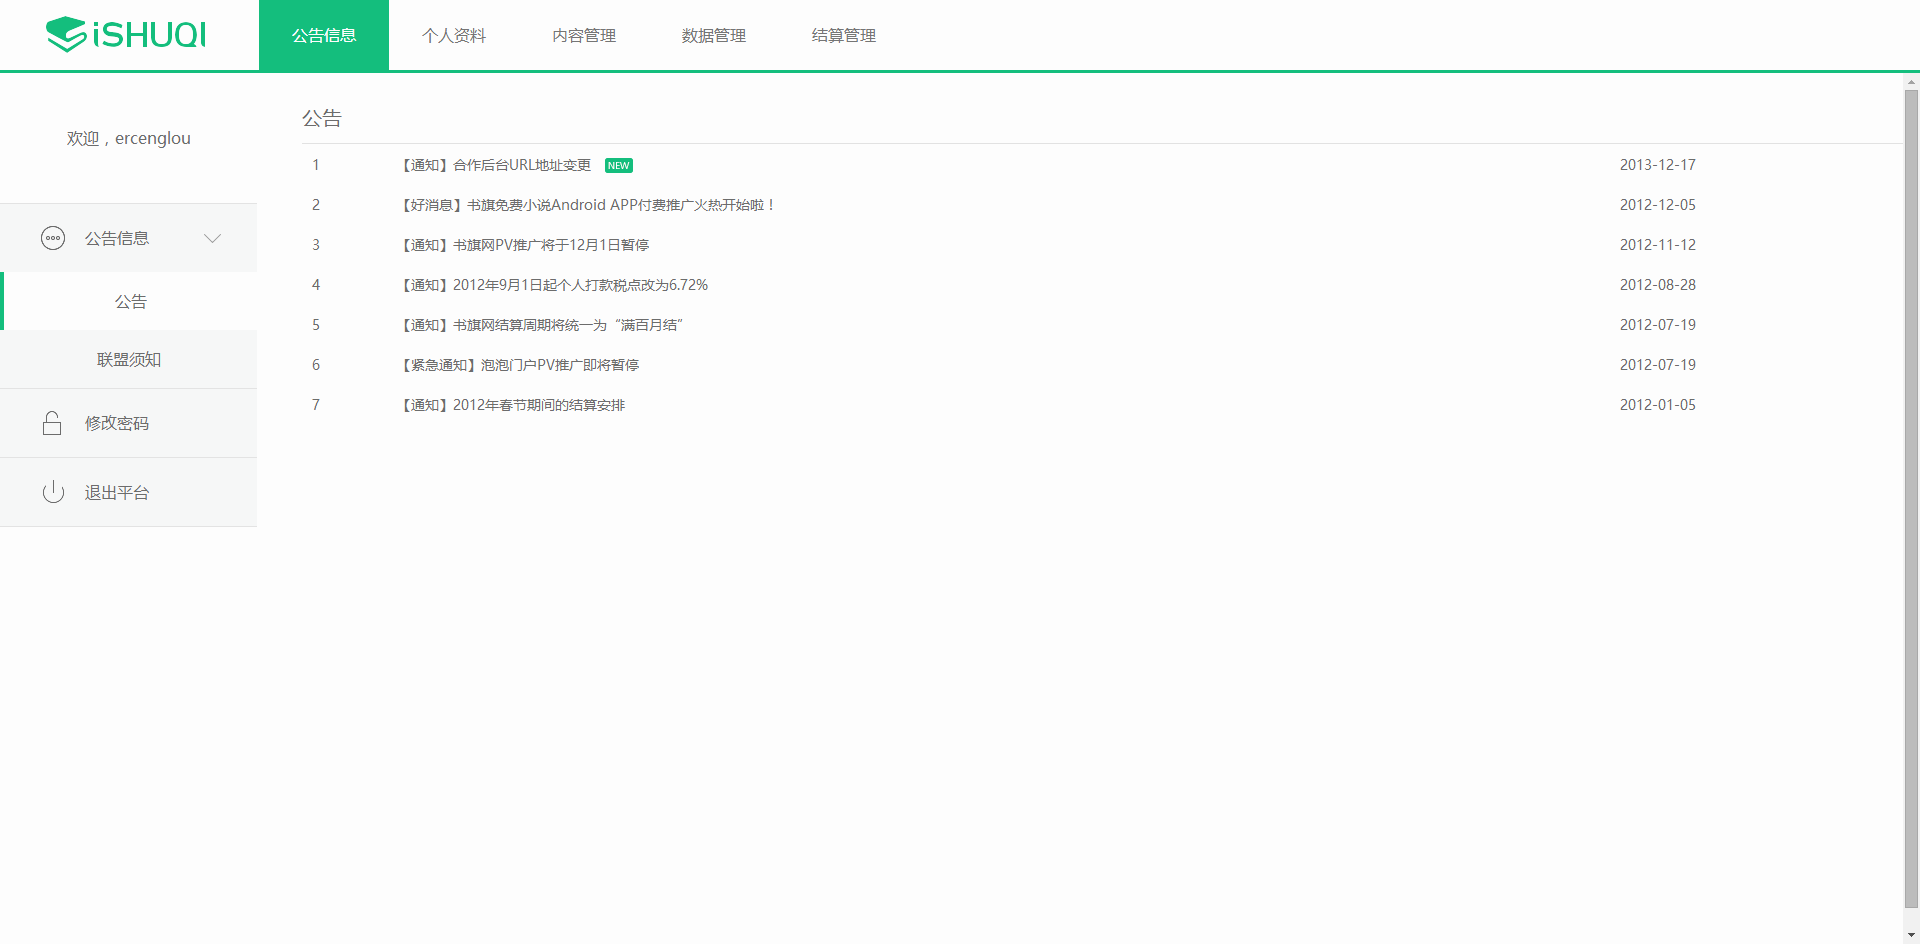 iSHUQI
公告信息 个人资料 内容管理 数据管理 结算管理
欢迎，ercenglou
公告信息
公告
联盟须知
修改密码
退出平台
公告
1 【通知】合作后台URL地址变更 NEW 2013-12-17
2 【好消息】书旗免费小说Android APP付费推广火热开始啦！ 2012-12-05
3 【通知】书旗网PV推广将于12月1日暂停 2012-11-12
4 【通知】2012年9月1日起个人打款税点改为6.72% 2012-08-28
5 【通知】书旗网结算周期将统一为“满百月结” 2012-07-19
6 【紧急通知】泡泡门户PV推广即将暂停 2012-07-19
7 【通知】2012年春节期间的结算安排 2012-01-05